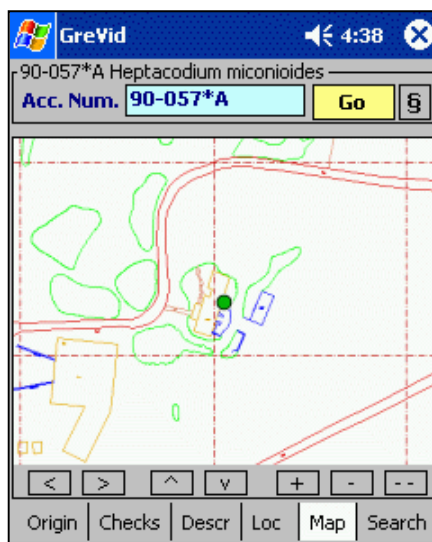 GreVid 4:38
90-057*A Heptacodium miconioides
Acc. Num. 90-057*A Go §
< > ^ v + - --
Origin Checks Descr Loc Map Search